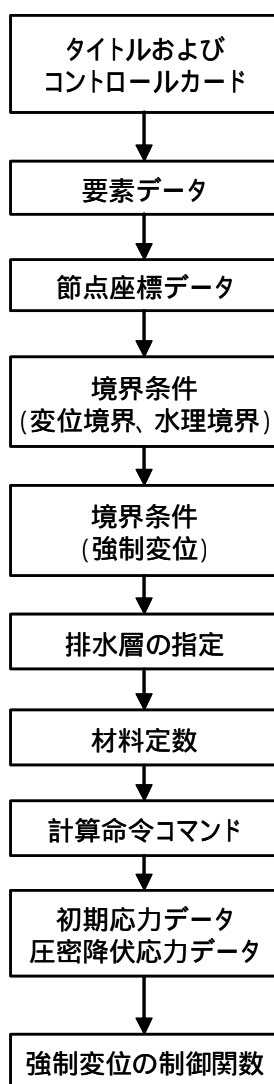 タイトルおよび
コントロールカード
要素データ
節点座標データ
境界条件
(変位境界、水理境界)
境界条件
(強制変位)
排水層の指定
材料定数
計算命令コマンド
初期応力データ
圧密降伏応力データ
強制変位の制御関数